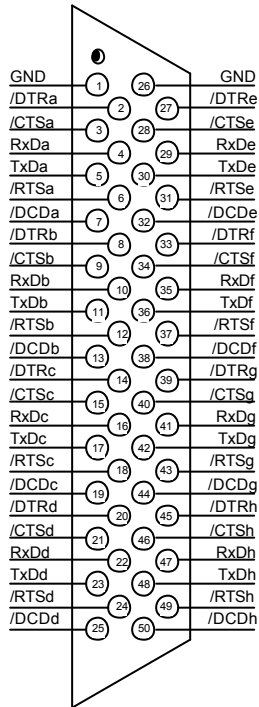 GND 1 26 GND
/DTRa 2 27 /DTRe
/CTSa 3 28 /CTSe
RxDa 4 29 RxDe
TxDa 5 30 TxDe
/RTSa 6 31 /RTSe
/DCDa 7 32 /DCDe
/DTRb 8 33 /DTRf
/CTSb 9 34 /CTSf
RxDb 10 35 RxDf
TxDb 11 36 TxDf
/RTSb 12 37 /RTSf
/DCDb 13 38 /DCDf
/DTRc 14 39 /DTRg
/CTSc 15 40 /CTSg
RxDc 16 41 RxDg
TxDc 17 42 TxDg
/RTSc 18 43 /RTSg
/DCDc 19 44 /DCDg
/DTRd 20 45 /DTRh
/CTSd 21 46 /CTSh
RxDd 22 47 RxDh
TxDd 23 48 TxDh
/RTSd 24 49 /RTSh
/DCDd 25 50 /DCDh